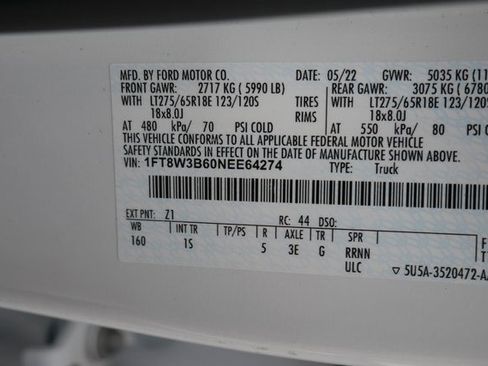 MFD. BY FORD MOTOR CO. 05/22 GVWR: 5035 KG
FRONT GAWR: 2717 KG ( 5990 LB) REAR GAWR: 3075 KG
WITH LT275/65R18E 123/120S TIRES WITH LT275/65R18E 123/120S
18x8.0J RIMS 18x8.0J
AT 480 kPa/ 70 PSI COLD AT 550 kPa/ 80 PSI COLD
THIS VEHICLE CONFORMS TO ALL APPLICABLE FEDERAL MOTOR VEHICLE
SAFETY STANDARDS IN EFFECT ON THE DATE OF MANUFACTURE SHOWN ABOVE.
VIN: 1FT8W3B60NEE64274 TYPE: Truck
EXT PNT: Z1 RC: 44 DSO:
WB INT TR TP/PS R AXLE TR SPR
160 1S 5 3E G RRNN
ULC ▽ 5U5A-3520472-